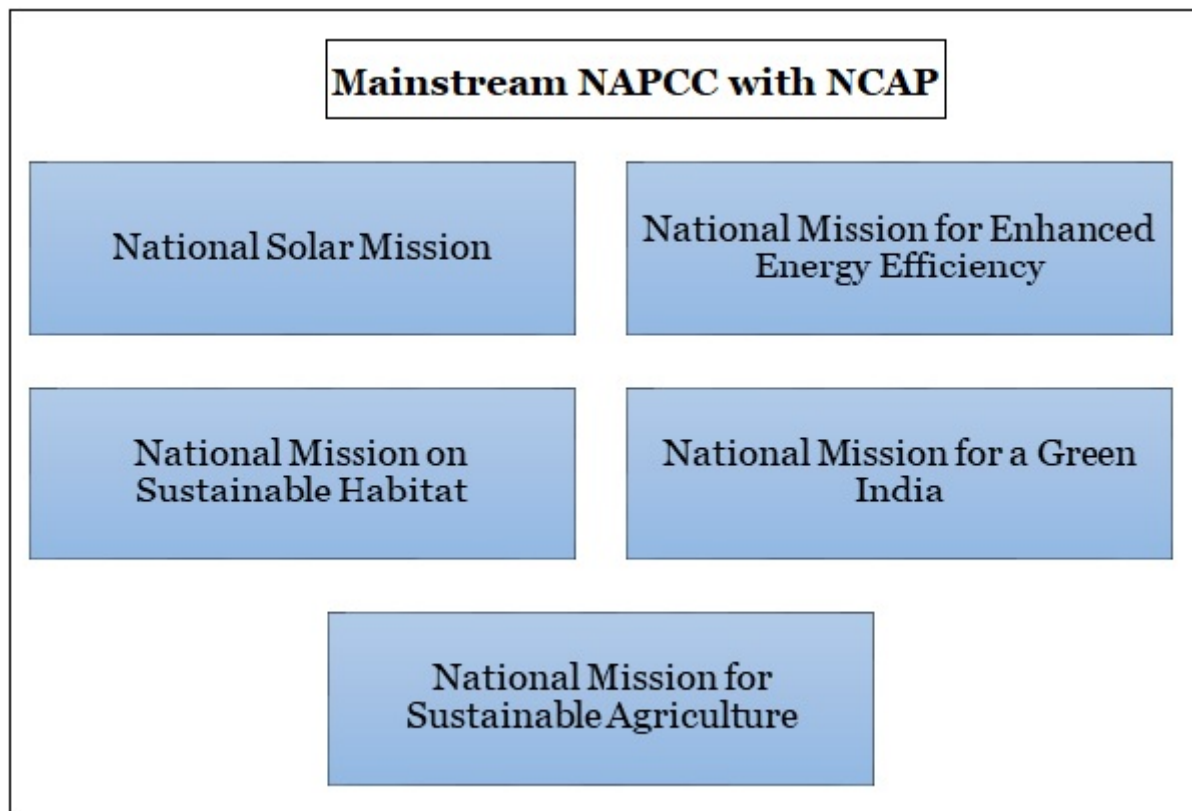 Mainstream NAPCC with NCAP
National Solar Mission
National Mission for Enhanced
Energy Efficiency
National Mission on
Sustainable Habitat
National Mission for a Green
India
National Mission for
Sustainable Agriculture